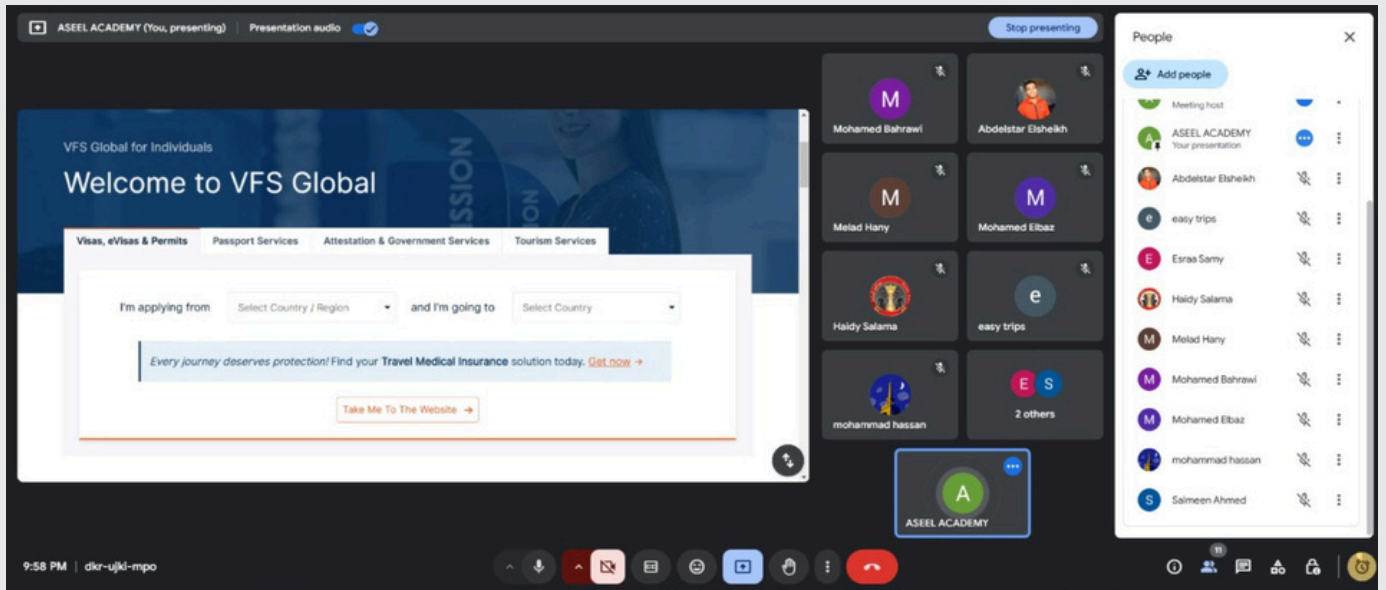 ASEEL ACADEMY (You, presenting)
Presentation audio
Stop presenting
VFS Global for Individuals
Welcome to VFS Global
SSION
ION
NOISS
Visas, eVisas & Permits
Passport Services
Attestation & Government Services
Tourism Services
I'm applying from
Select Country / Region
and I'm going to
Select Country
Every journey deserves protection! Find your Travel Medical Insurance solution today. Get now →
Take Me To The Website →
M
Mohamed Bahrawi
Abdelstar Elsheikh
M
Melad Hany
M
Mohamed Elbaz
Haidy Salama
e
easy trips
mohammad hassan
E S
2 others
A
ASEEL ACADEMY
People
Add people
Meeting host
A
ASEEL ACADEMY
Your presentation
Abdelstar Elsheikh
e
easy trips
E
Esraa Samy
Haidy Salama
M
Melad Hany
M
Mohamed Bahrawi
M
Mohamed Elbaz
mohammad hassan
S
Salmeen Ahmed
9:58 PM | dkr-ujki-mpo
11